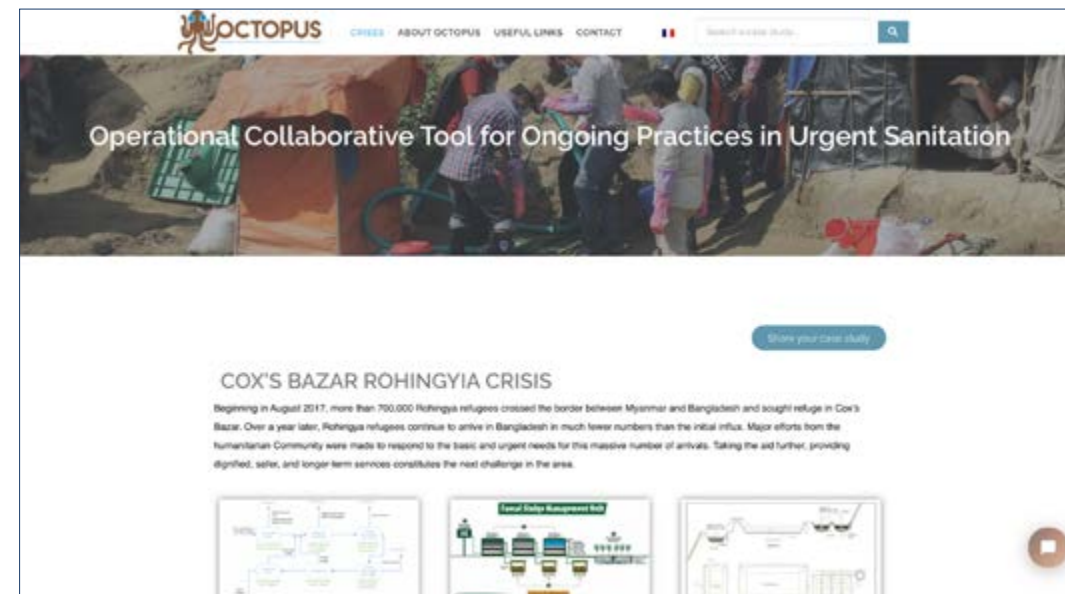 OCTOPUS
CRISES ABOUT OCTOPUS USEFUL LINKS CONTACT
Search a case study...
Operational Collaborative Tool for Ongoing Practices in Urgent Sanitation
Share your case study
COX'S BAZAR ROHINGYIA CRISIS
Beginning in August 2017, more than 700,000 Rohingya refugees crossed the border between Myanmar and Bangladesh and sought refuge in Cox's
Bazar. Over a year later, Rohingya refugees continue to arrive in Bangladesh in much fewer numbers than the initial influx. Major efforts from the
humanitarian Community were made to respond to the basic and urgent needs for this massive number of arrivals. Taking the aid further, providing
dignified, safer, and longer-term services constitutes the next challenge in the area.
Faecal Sludge Management